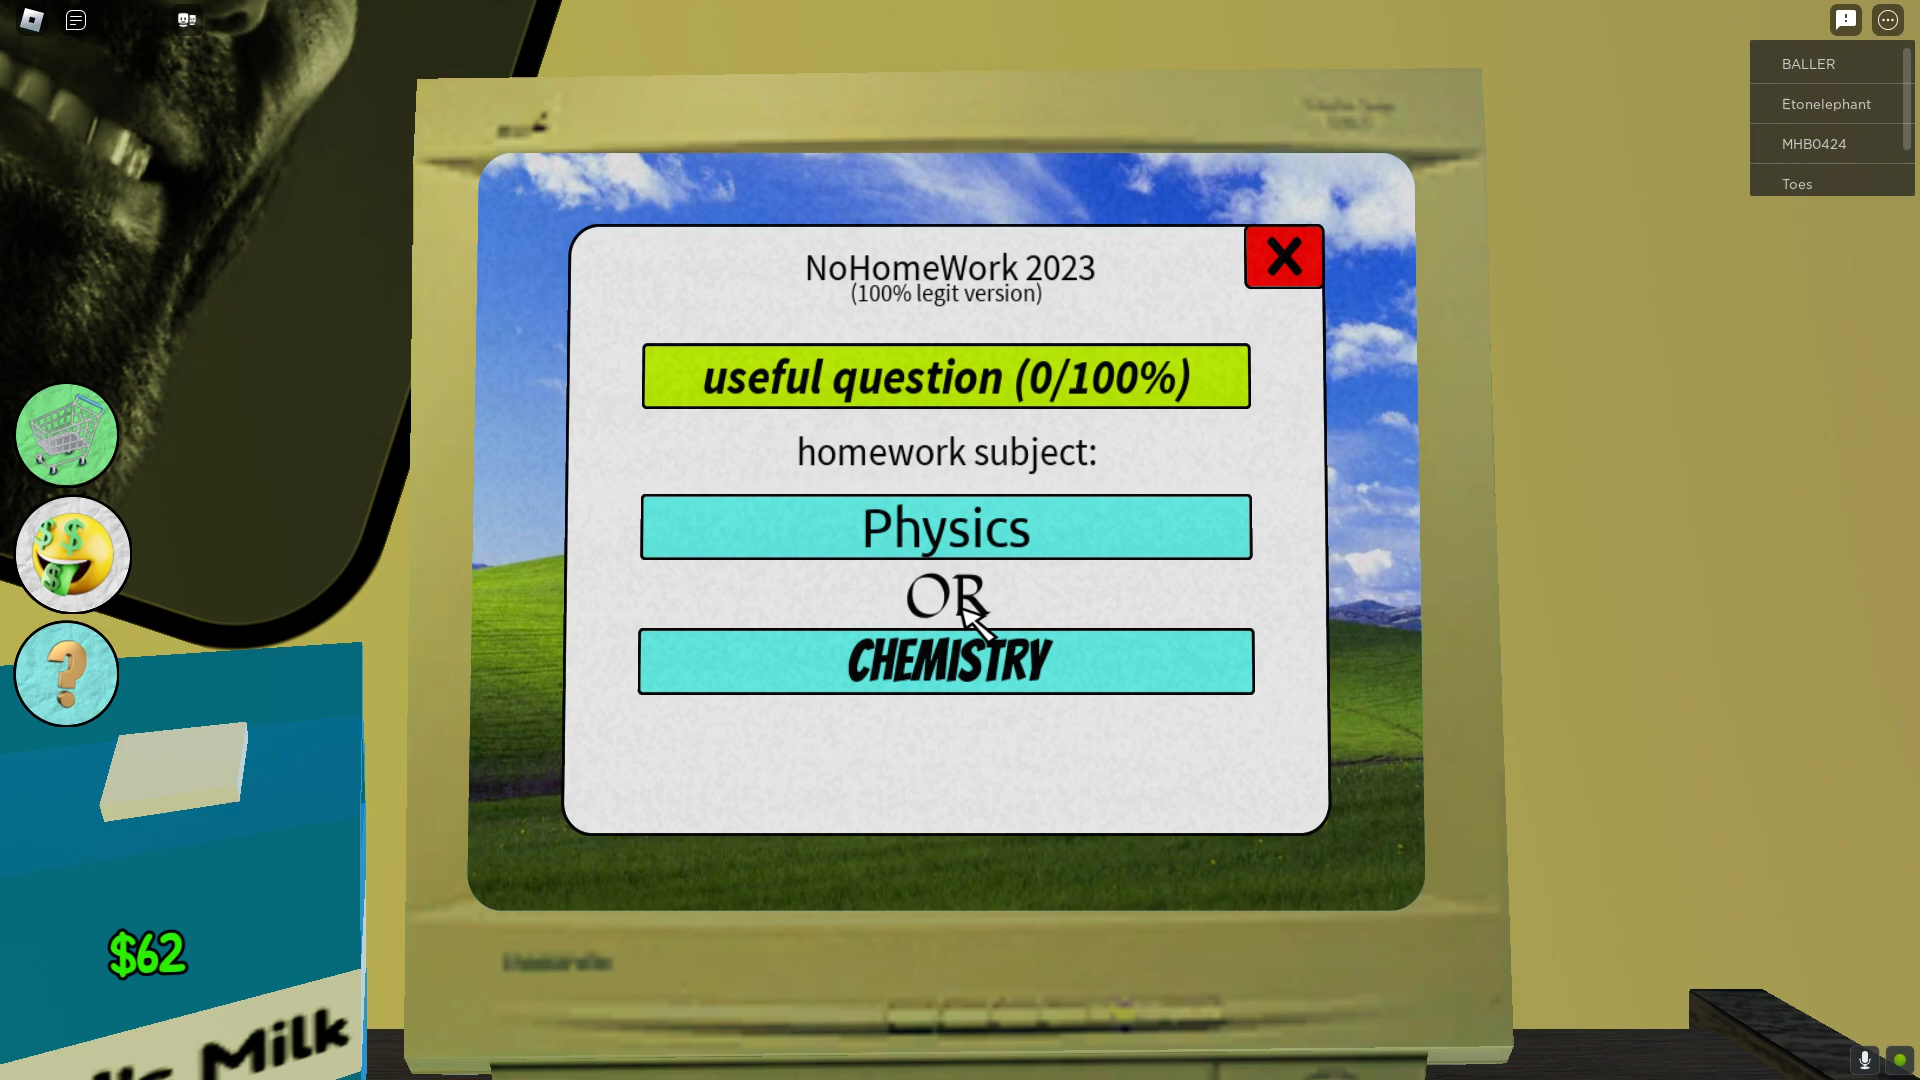 BALLER
Etonelephant
MHB0424
Toes
NoHomeWork 2023
(100% legit version)
X
useful question (0/100%)
homework subject:
Physics
OR
CHEMISTRY
$62
Milk